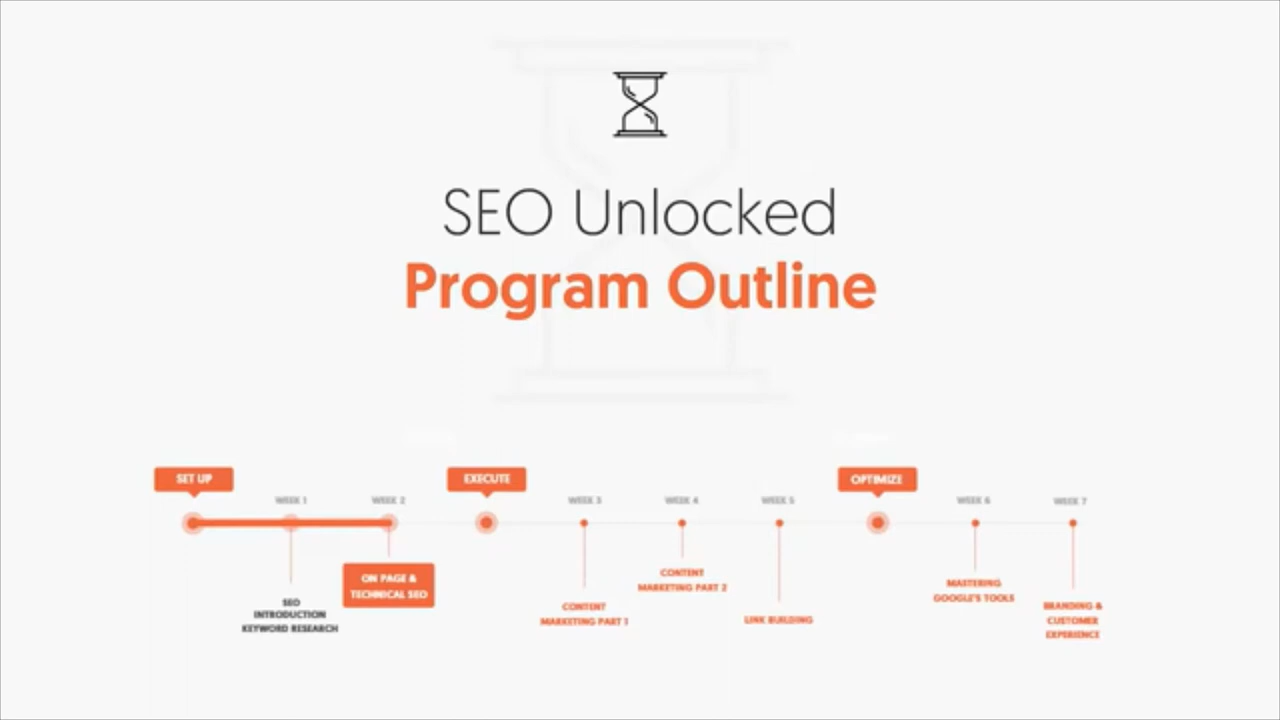 SEO Unlocked
Program Outline
SET UP
WEEK 1
WEEK 2
EXECUTE
WEEK 3
WEEK 4
WEEK 5
OPTIMIZE
WEEK 6
WEEK 7
SEO
INTRODUCTION
KEYWORD RESEARCH
ON PAGE &
TECHNICAL SEO
CONTENT
MARKETING PART 1
CONTENT
MARKETING PART 2
LINK BUILDING
MASTERING
GOOGLE'S TOOLS
BRANDING &
CUSTOMER
EXPERIENCE